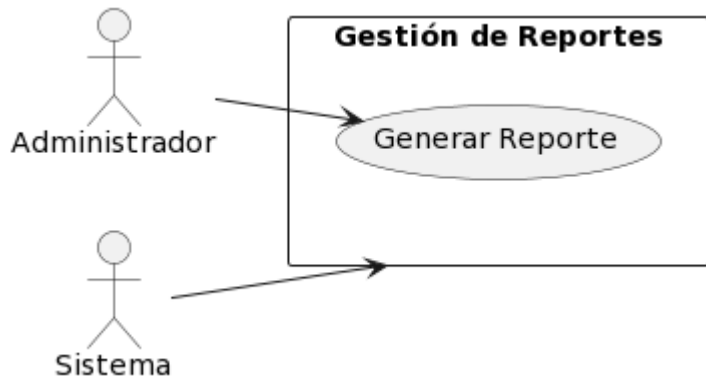 Gestión de Reportes
Administrador
Generar Reporte
Sistema